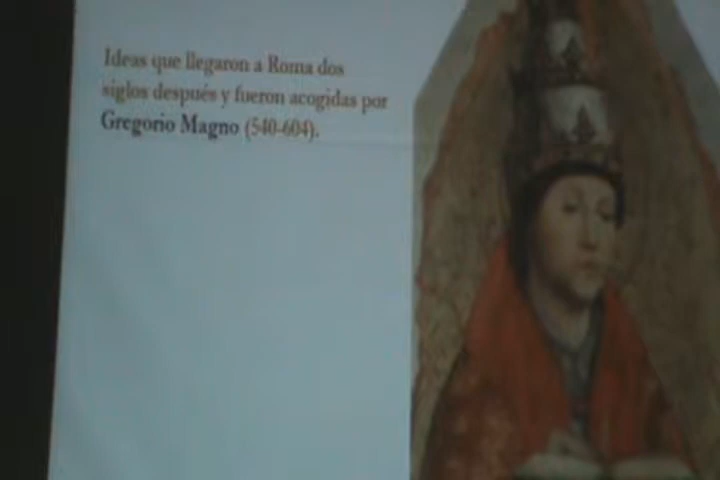 Ideas que llegaron a Roma dos
siglos después y fueron acogidas por
Gregorio Magno (540-604).